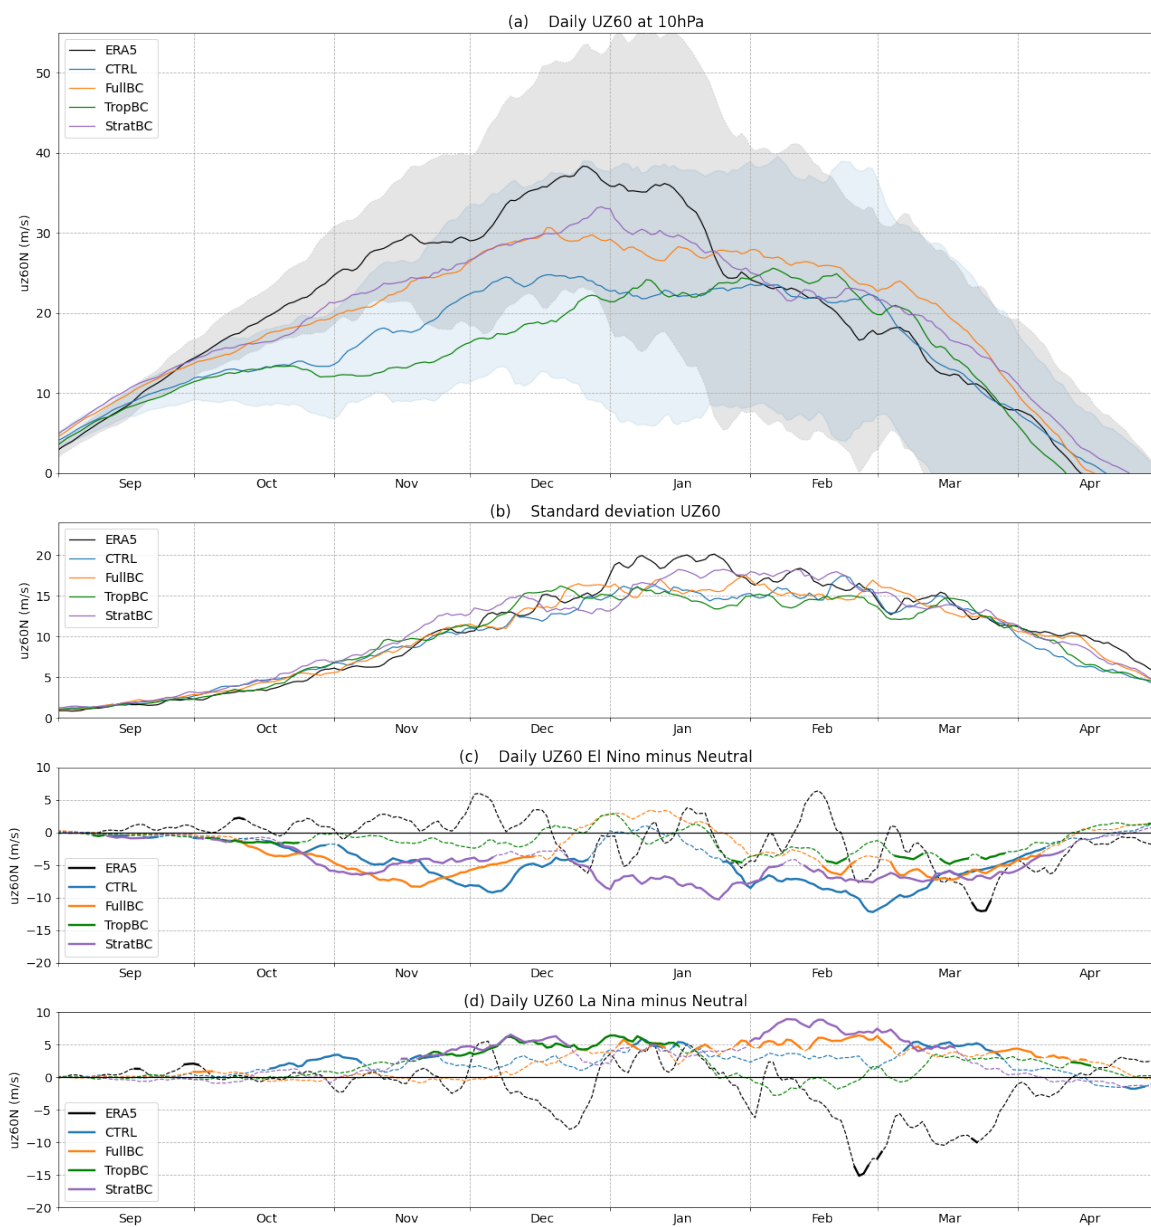 (a) Daily UZ60 at 10hPa
uz60N (m/s)
50
40
30
20
10
0
ERA5
CTRL
FullBC
TropBC
StratBC
Sep Oct Nov Dec Jan Feb Mar Apr
(b) Standard deviation UZ60
uz60N (m/s)
20
15
10
5
0
ERA5
CTRL
FullBC
TropBC
StratBC
Sep Oct Nov Dec Jan Feb Mar Apr
(c) Daily UZ60 El Nino minus Neutral
uz60N (m/s)
10
5
0
−5
−10
−15
−20
ERA5
CTRL
FullBC
TropBC
StratBC
Sep Oct Nov Dec Jan Feb Mar Apr
(d) Daily UZ60 La Nina minus Neutral
uz60N (m/s)
10
5
0
−5
−10
−15
−20
ERA5
CTRL
FullBC
TropBC
StratBC
Sep Oct Nov Dec Jan Feb Mar Apr